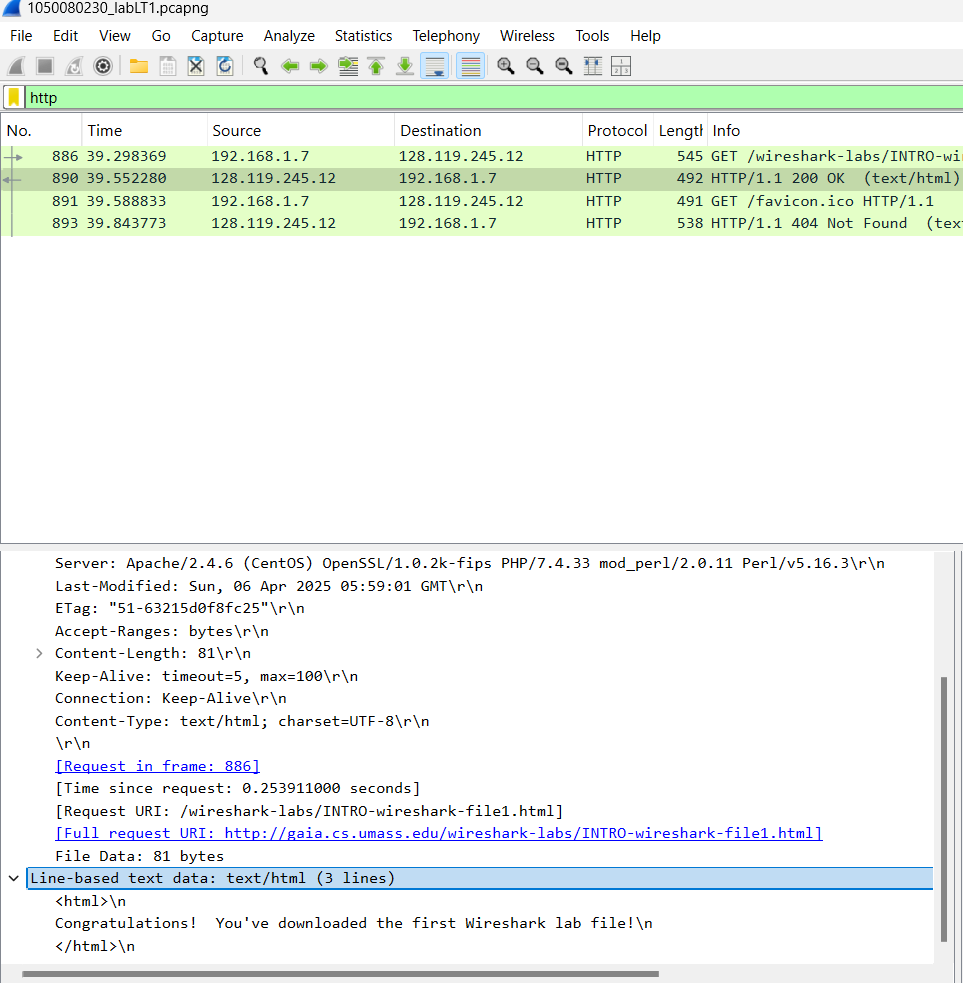 1050080230_labLT1.pcapng
File Edit View Go Capture Analyze Statistics Telephony Wireless Tools Help
http
No. Time Source Destination Protocol Length Info
886 39.298369 192.168.1.7 128.119.245.12 HTTP 545 GET /wireshark-labs/INTRO-wi
890 39.552280 128.119.245.12 192.168.1.7 HTTP 492 HTTP/1.1 200 OK  (text/html)
891 39.588833 192.168.1.7 128.119.245.12 HTTP 491 GET /favicon.ico HTTP/1.1
893 39.843773 128.119.245.12 192.168.1.7 HTTP 538 HTTP/1.1 404 Not Found  (tex
Server: Apache/2.4.6 (CentOS) OpenSSL/1.0.2k-fips PHP/7.4.33 mod_perl/2.0.11 Perl/v5.16.3\r\n
Last-Modified: Sun, 06 Apr 2025 05:59:01 GMT\r\n
ETag: "51-63215d0f8fc25"\r\n
Accept-Ranges: bytes\r\n
Content-Length: 81\r\n
Keep-Alive: timeout=5, max=100\r\n
Connection: Keep-Alive\r\n
Content-Type: text/html; charset=UTF-8\r\n
\r\n
[Request in frame: 886]
[Time since request: 0.253911000 seconds]
[Request URI: /wireshark-labs/INTRO-wireshark-file1.html]
[Full request URI: http://gaia.cs.umass.edu/wireshark-labs/INTRO-wireshark-file1.html]
File Data: 81 bytes
Line-based text data: text/html (3 lines)
<html>\n
Congratulations!  You've downloaded the first Wireshark lab file!\n
</html>\n